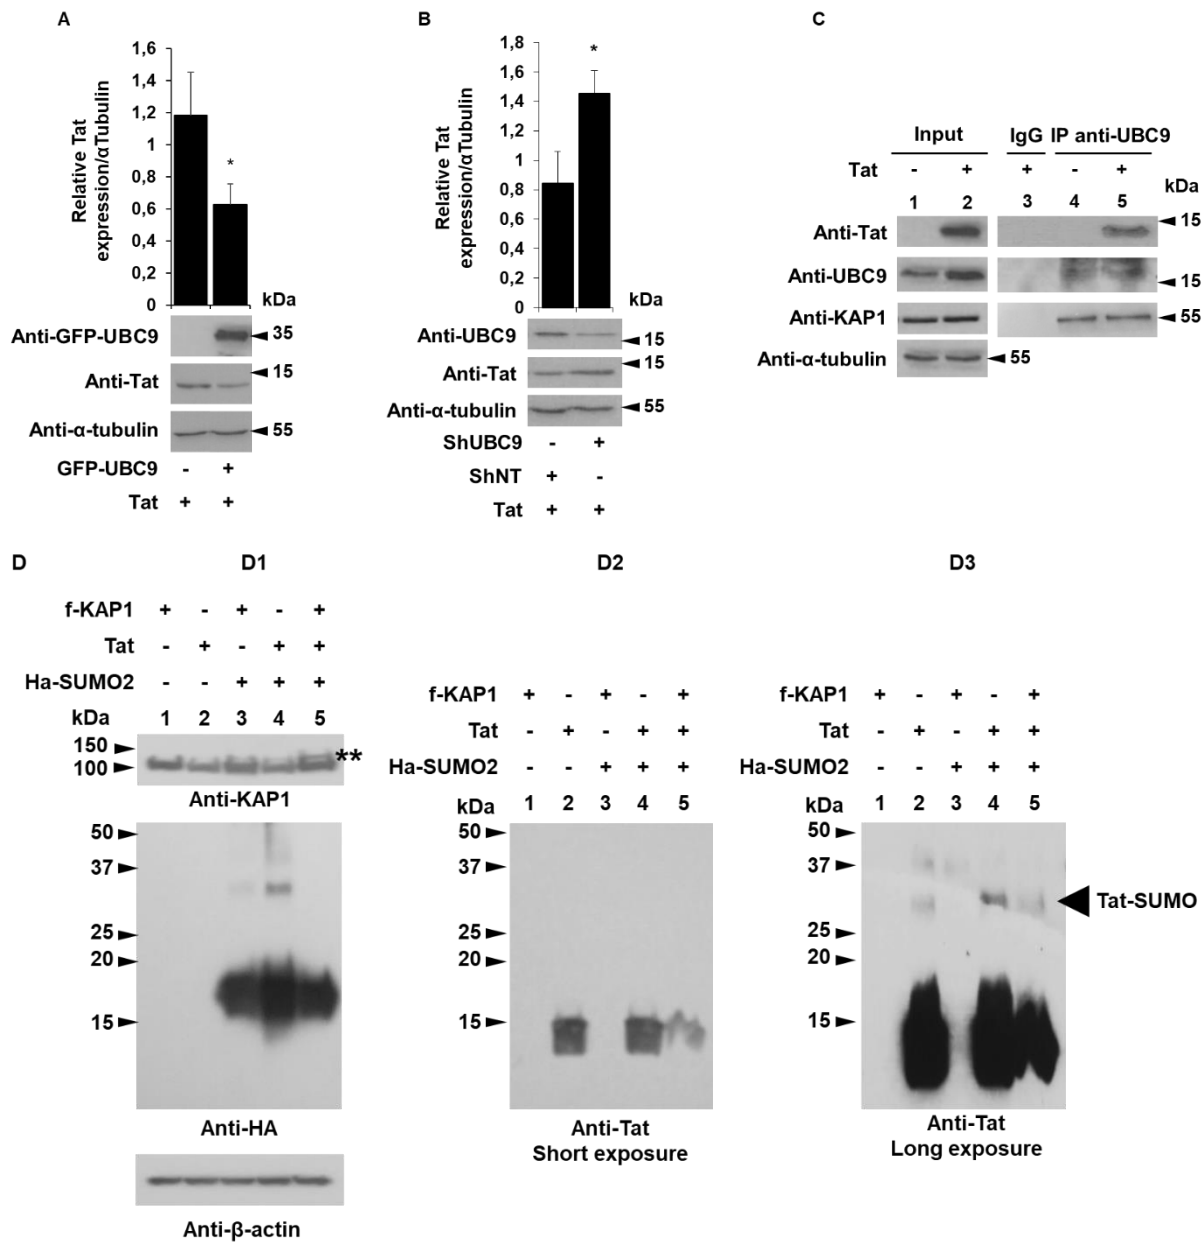 A
Relative Tat
expression/αTubulin
1,6
1,4
1,2
1
0,8
0,6
0,4
0,2
0
*
kDa
Anti-GFP-UBC9
35
Anti-Tat
15
Anti-α-tubulin
55
GFP-UBC9 - +
Tat + +
B
Relative Tat
expression/αTubulin
1,8
1,6
1,4
1,2
1
0,8
0,6
0,4
0,2
0
*
kDa
Anti-UBC9
15
Anti-Tat
15
Anti-α-tubulin
55
ShUBC9 - +
ShNT + -
Tat + +
C
Input IgG IP anti-UBC9
Tat - + + - +
kDa
1 2 3 4 5
Anti-Tat
15
Anti-UBC9
15
Anti-KAP1
55
Anti-α-tubulin
55
D
D1
f-KAP1 + - + - +
Tat - + - + +
Ha-SUMO2 - - + + +
kDa 1 2 3 4 5
150
100
**
Anti-KAP1
50
37
25
20
15
Anti-HA
Anti-β-actin
D2
f-KAP1 + - + - +
Tat - + - + +
Ha-SUMO2 - - + + +
kDa 1 2 3 4 5
50
37
25
20
15
Anti-Tat
Short exposure
D3
f-KAP1 + - + - +
Tat - + - + +
Ha-SUMO2 - - + + +
kDa 1 2 3 4 5
50
37
Tat-SUMO
25
20
15
Anti-Tat
Long exposure